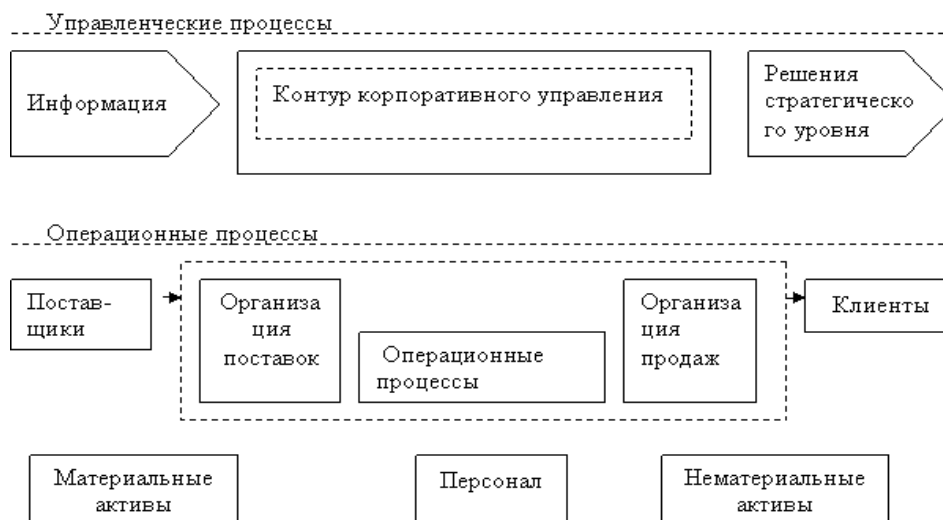 Управленческие процессы
Информация
Контур корпоративного управления
Решения
стратегическо
го уровня
Операционные процессы
Постав-
щики
Организа
ция
поставок
Операционные
процессы
Организа
ция
продаж
Клиенты
Материальные
активы
Персонал
Нематериальные
активы